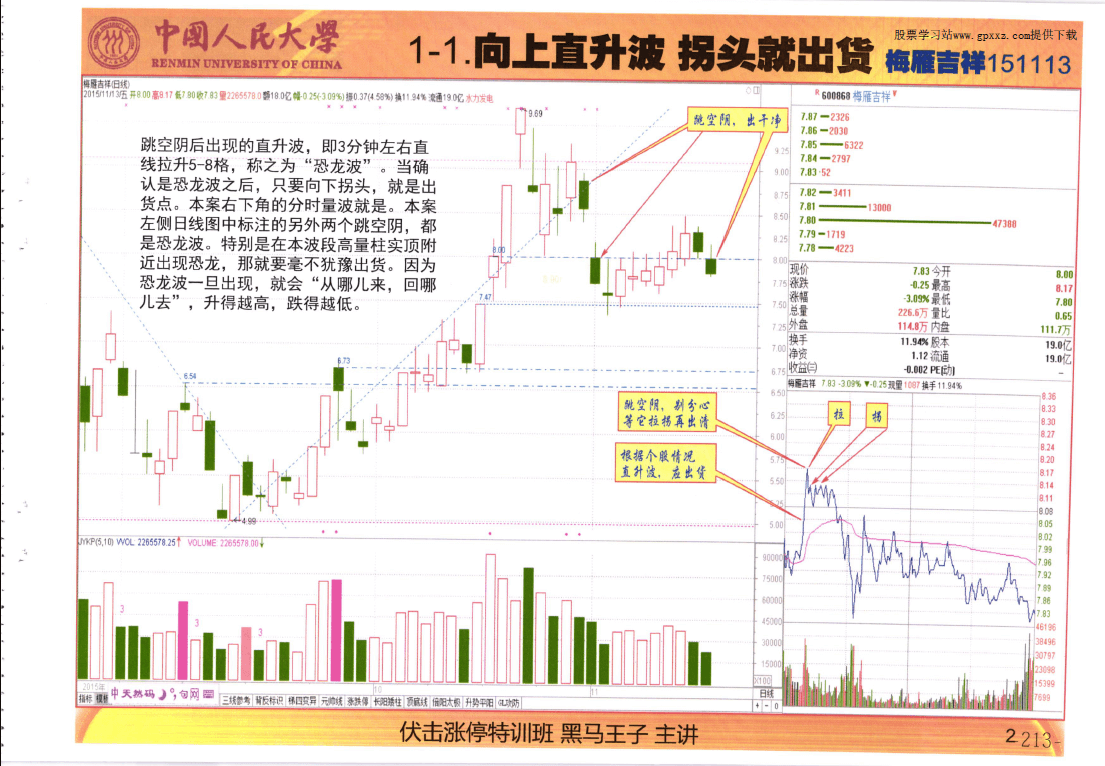 中国人民大学
RENMIN UNIVERSITY OF CHINA
1-1.向上直升波 拐头就出货 梅雁吉祥151113
股票学习站www.gpxxz.com提供下载
梅雁吉祥(日线)
2015/11/13/五 开8.00 高8.17 低7.80 收7.83 量2265578.0 额18.0亿 幅-0.25(-3.09%) 振0.37(4.58%) 换11.94% 流通19.0亿 水力发电
跳空阴后出现的直升波，即3分钟左右直
线拉升5-8格，称之为“恐龙波”。当确
认是恐龙波之后，只要向下拐头，就是出
货点。本案右下角的分时量波就是。本案
左侧日线图中标注的另外两个跳空阴，都
是恐龙波。特别是在本波段高量柱实顶附
近出现恐龙，那就要毫不犹豫出货。因为
恐龙波一旦出现，就会“从哪儿来，回哪
儿去”，升得越高，跌得越低。
跳空阴，出干净
9.69
8.00
7.47
6.73
6.54
4.99
9.25
9.00
8.75
8.50
8.25
8.00
7.75
7.50
7.25
7.00
6.75
6.50
6.25
6.00
5.75
5.50
5.25
5.00
跳空阴，别分心
等它拉拐再出清
根据个股情况
直升波，应出货
拉
拐
R 600868 梅雁吉祥
7.87 2326
7.86 2030
7.85 6322
7.84 2797
7.83 52
7.82 3411
7.81 13000
7.80 47388
7.79 1719
7.78 4223
现价 7.83 今开 8.00
涨跌 -0.25 最高 8.17
涨幅 -3.09% 最低 7.80
总量 226.6万 量比 0.65
外盘 114.8万 内盘 111.7万
换手 11.94% 股本 19.0亿
净资 1.12 流通 19.0亿
收益㈢ -0.002 PE(动) –
梅雁吉祥 7.83 -3.09% ▼-0.25 现量1087 换手11.94%
8.36
8.33
8.30
8.27
8.24
8.20
8.17
8.14
8.11
8.08
8.05
8.02
7.99
7.96
7.92
7.89
7.86
7.83
46196
38496
30797
23098
15399
7699
JYKP(5,10) VVOL: 2265578.25↑ VOLUME: 2265578.00↓
3
3
3
90000
75000
60000
45000
30000
15000
X100
2015年
10
11
日线
指标 模板
中天然码
三线参考 背板标识 梯四变异 元帅线 涨跌停 长阳矮柱 顶底线 倍阳太极 升势平阳 GL攻防
伏击涨停特训班 黑马王子 主讲
2 213-